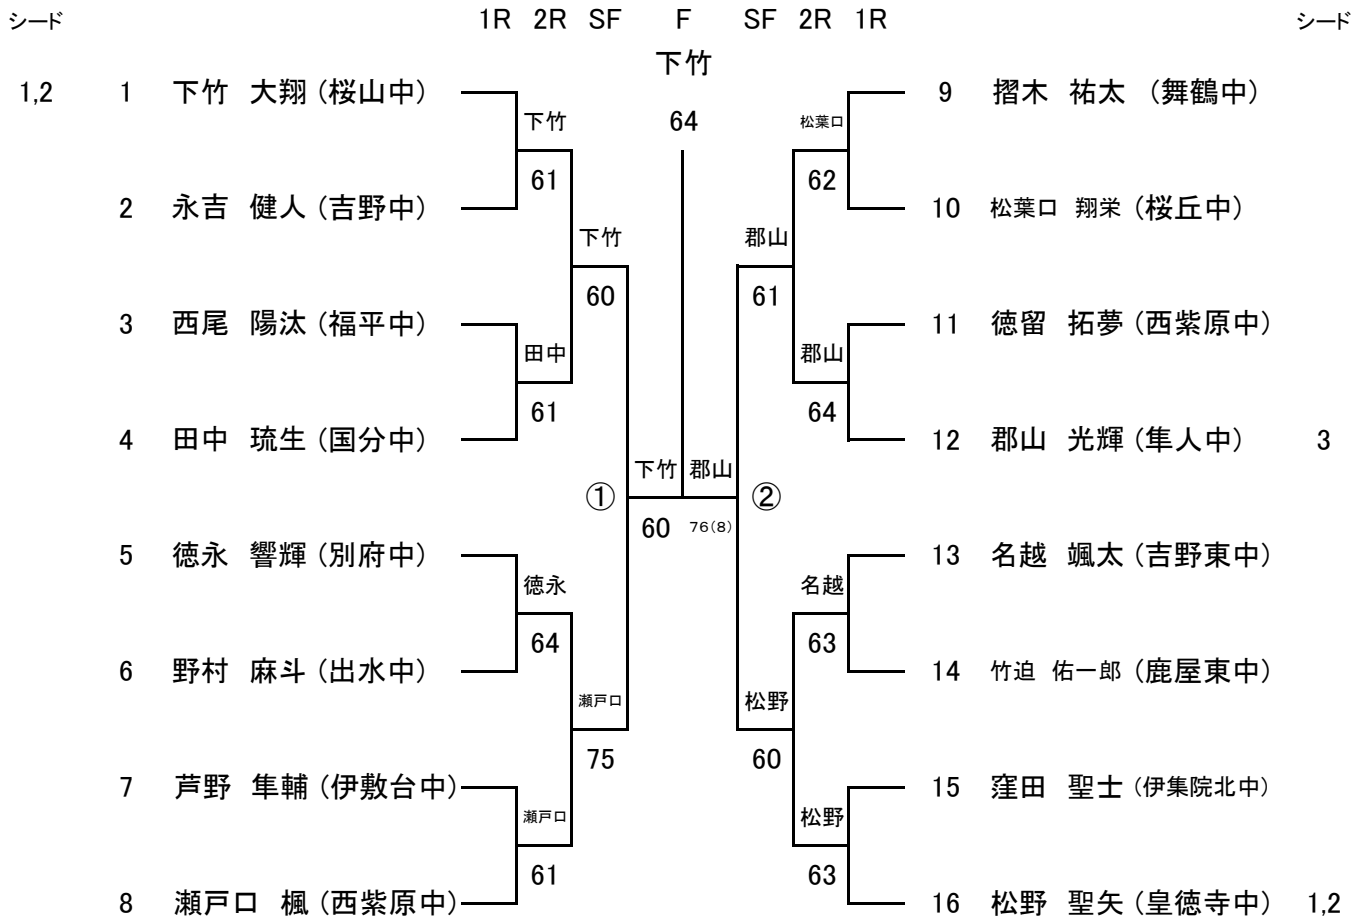 シード 1R 2R SF F SF 2R 1R シード
下竹
1,2 1 下竹 大翔 (桜山中) 9 摺木 祐太 (舞鶴中)
下竹 64 松葉口
61 62
2 永吉 健人 (吉野中) 10 松葉口 翔栄 (桜丘中)
下竹 郡山
60 61
3 西尾 陽汰 (福平中) 11 徳留 拓夢 (西紫原中)
田中 郡山
61 64
4 田中 琉生 (国分中) 12 郡山 光輝 (隼人中) 3
下竹 郡山
① ②
60 76(8)
5 徳永 響輝 (別府中) 13 名越 颯太 (吉野東中)
徳永 名越
64 63
6 野村 麻斗 (出水中) 14 竹迫 佑一郎 (鹿屋東中)
瀬戸口 松野
75 60
7 芦野 隼輔 (伊敷台中) 15 窪田 聖士 (伊集院北中)
瀬戸口 松野
61 63
8 瀬戸口 楓 (西紫原中) 16 松野 聖矢 (皇徳寺中) 1,2